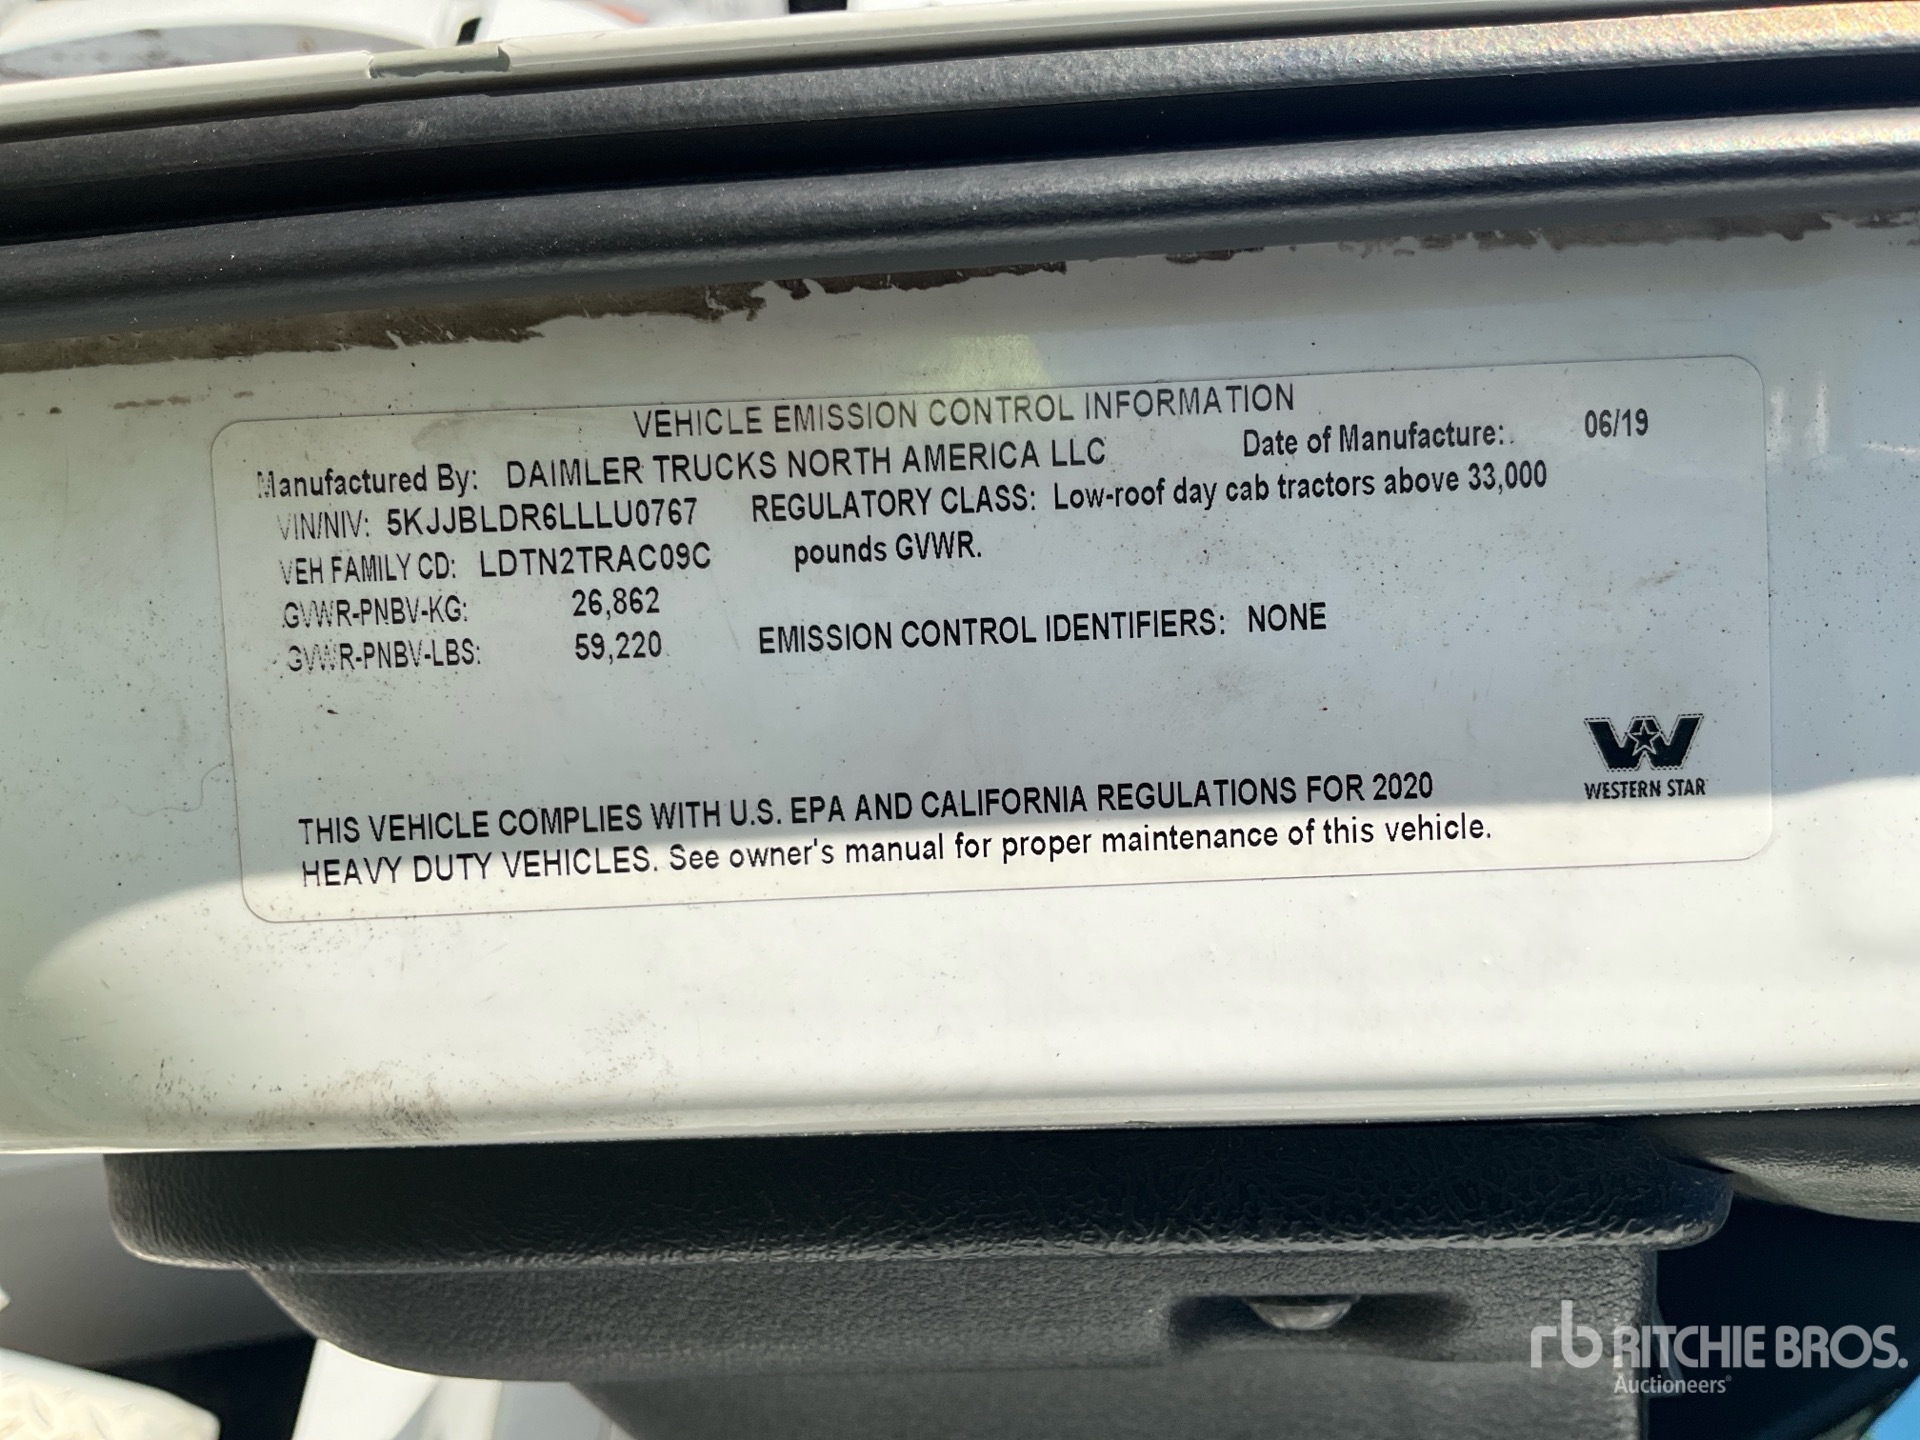 VEHICLE EMISSION CONTROL INFORMATION
Manufactured By: DAIMLER TRUCKS NORTH AMERICA LLC Date of Manufacture: 06/19
VIN/NIV: 5KJJBLDR6LLLU0767 REGULATORY CLASS: Low-roof day cab tractors above 33,000
VEH FAMILY CD: LDTN2TRAC09C pounds GVWR.
GVWR-PNBV-KG: 26,862
GVWR-PNBV-LBS: 59,220 EMISSION CONTROL IDENTIFIERS: NONE
WESTERN STAR
THIS VEHICLE COMPLIES WITH U.S. EPA AND CALIFORNIA REGULATIONS FOR 2020
HEAVY DUTY VEHICLES. See owner's manual for proper maintenance of this vehicle.
rb RITCHIE BROS.
Auctioneers